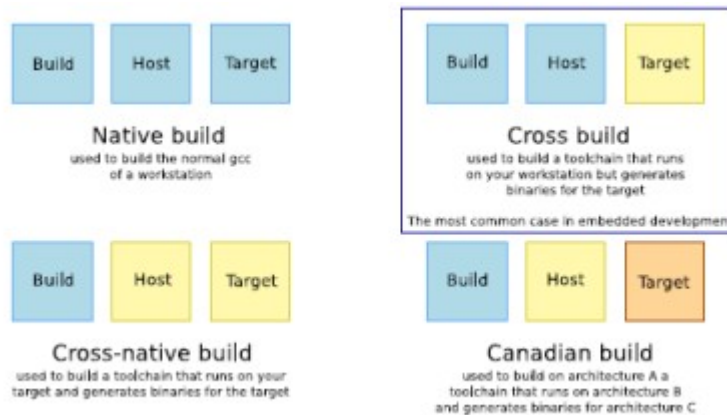 Build Host Target
Native build
used to build the normal gcc
of a workstation
Build Host Target
Cross build
used to build a toolchain that runs
on your workstation but generates
binaries for the target
The most common case in embedded development
Build Host Target
Cross-native build
used to build a toolchain that runs on your
target and generates binaries for the target
Build Host Target
Canadian build
used to build on architecture A a
toolchain that runs on architecture B
and generates binaries for architecture C